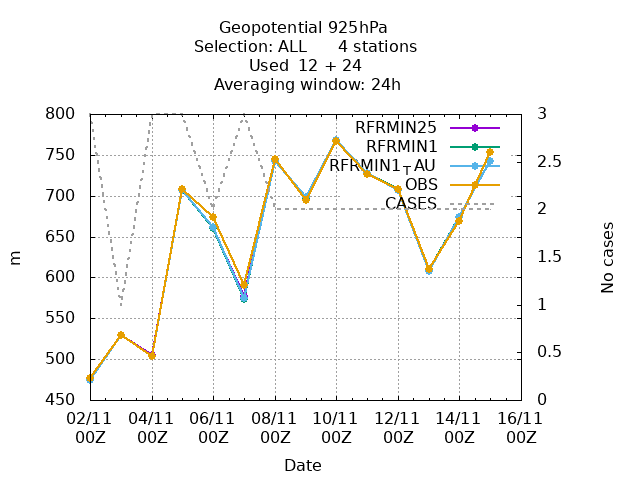 Geopotential 925hPa
Selection: ALL 4 stations
Used 12 + 24
Averaging window: 24h
800 3
RFRMIN25
RFRMIN1
750 2.5
RFRMIN1TAU
OBS
700 2
CASES
650 1.5
600 1
550
500 0.5
450 0
m
No cases
02/11 04/11 06/11 08/11 10/11 12/11 14/11 16/11
00Z 00Z 00Z 00Z 00Z 00Z 00Z 00Z
Date